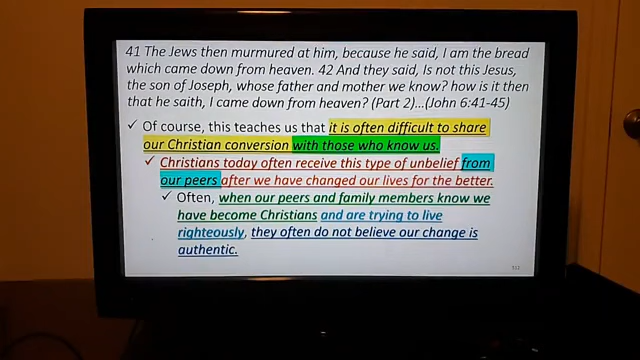 41 The Jews then murmured at him, because he said, I am the bread
which came down from heaven. 42 And they said, Is not this Jesus,
the son of Joseph, whose father and mother we know? how is it then
that he saith, I came down from heaven? (Part 2)...(John 6:41-45)
✓ Of course, this teaches us that it is often difficult to share
our Christian conversion with those who know us.
✓ Christians today often receive this type of unbelief from
our peers after we have changed our lives for the better.
✓ Often, when our peers and family members know we
have become Christians and are trying to live
righteously, they often do not believe our change is
authentic.